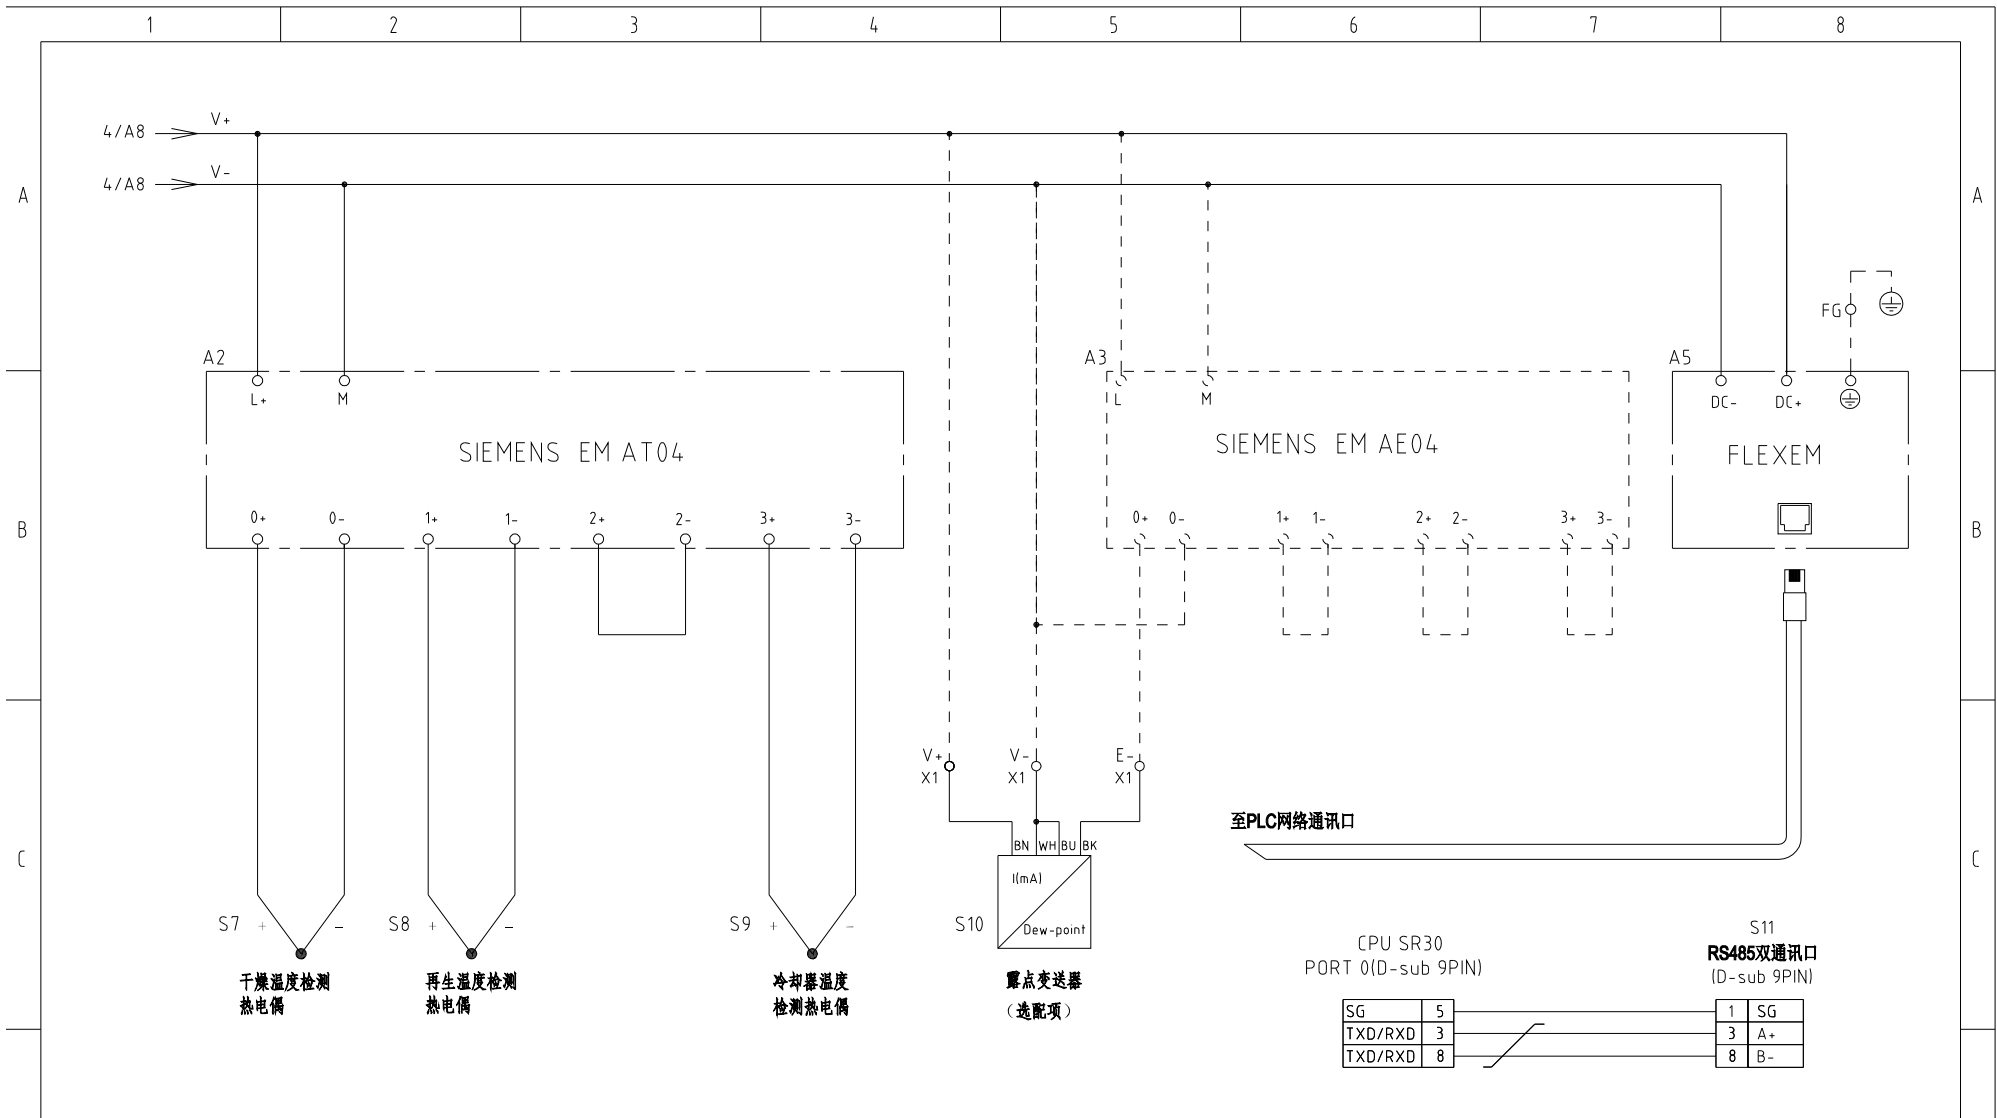 1 2 3 4 5 6 7 8
V+
4/A8
V-
4/A8
A A
FG
A2 A3 A5
L+ M L M DC- DC+
SIEMENS EM AT04 SIEMENS EM AE04 FLEXEM
0+ 0- 1+ 1- 2+ 2- 3+ 3- 0+ 0- 1+ 1- 2+ 2- 3+ 3-
B B
V+ V- E-
X1 X1 X1
至PLC网络通讯口
BN WH BU BK
C C
I(mA)
S7 + - S8 + - S9 + - S10 Dew-point
干燥温度检测
热电偶
再生温度检测
热电偶
冷却器温度
检测热电偶
露点变送器
（选配项）
CPU SR30
PORT 0(D-sub 9PIN)
S11
RS485双通讯口
(D-sub 9PIN)
SG 5 1 SG
TXD/RXD 3 3 A+
TXD/RXD 8 8 B-